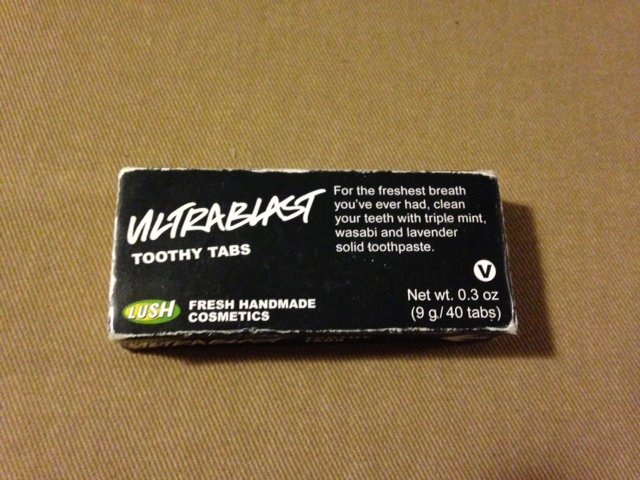 ULTRABLAST
TOOTHY TABS
LUSH
FRESH HANDMADE
COSMETICS
For the freshest breath
you've ever had, clean
your teeth with triple mint,
wasabi and lavender
solid toothpaste.
V
Net wt. 0.3 oz
(9 g/40 tabs)